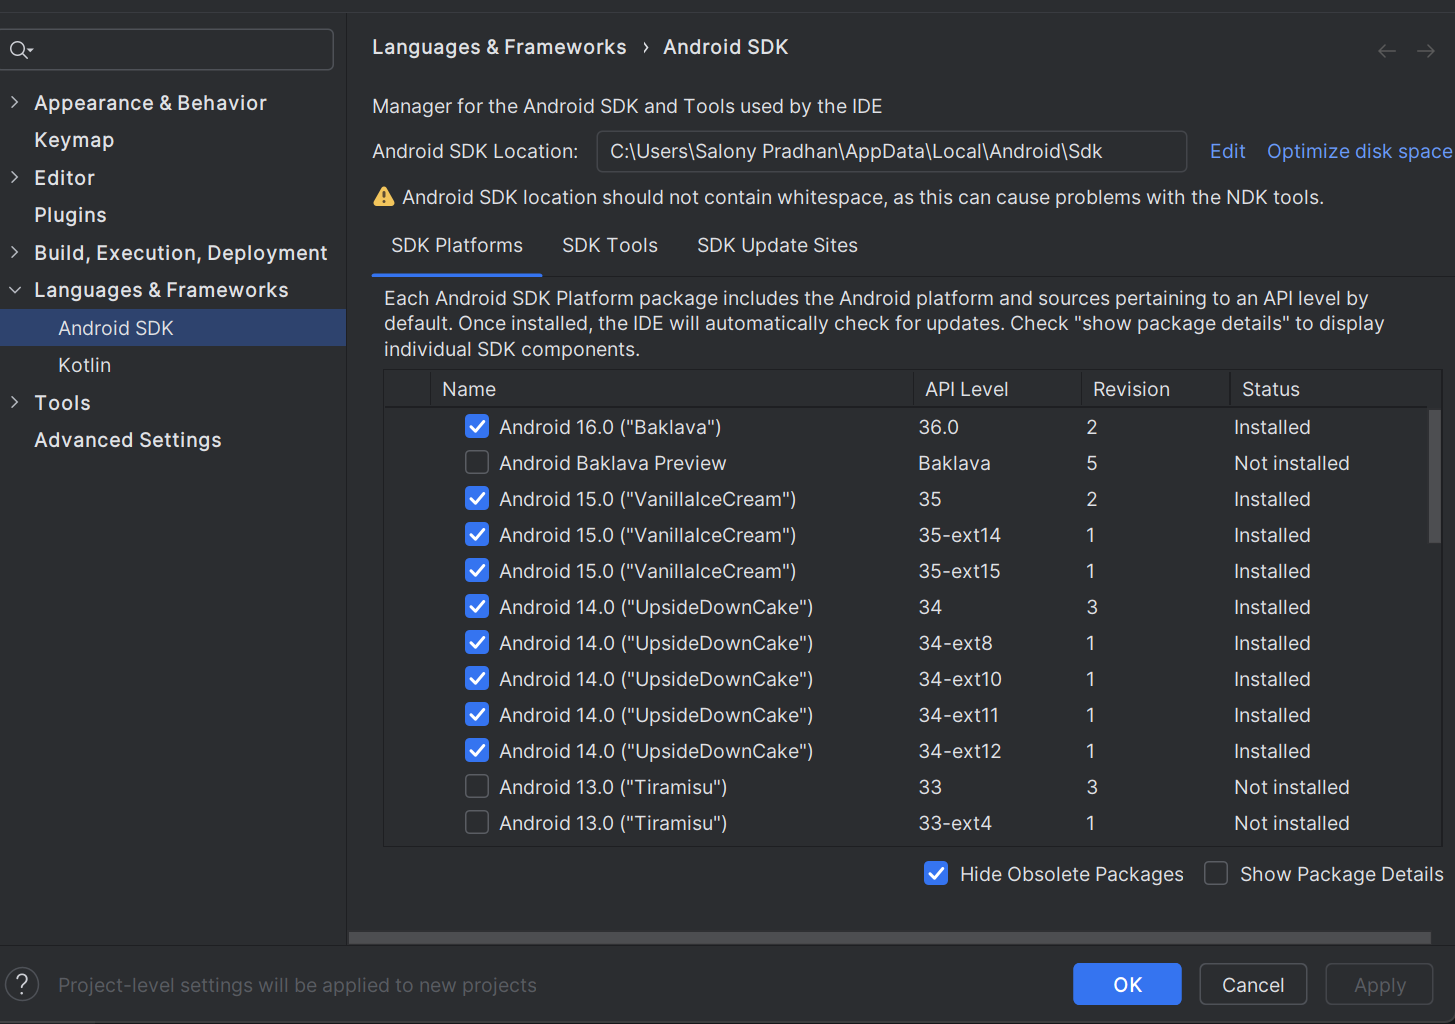 Appearance & Behavior
Keymap
Editor
Plugins
Build, Execution, Deployment
Languages & Frameworks
Android SDK
Kotlin
Tools
Advanced Settings
Languages & Frameworks › Android SDK
Manager for the Android SDK and Tools used by the IDE
Android SDK Location: C:\Users\Salony Pradhan\AppData\Local\Android\Sdk Edit Optimize disk space
Android SDK location should not contain whitespace, as this can cause problems with the NDK tools.
SDK Platforms SDK Tools SDK Update Sites
Each Android SDK Platform package includes the Android platform and sources pertaining to an API level by
default. Once installed, the IDE will automatically check for updates. Check "show package details" to display
individual SDK components.
Name API Level Revision Status
Android 16.0 ("Baklava") 36.0 2 Installed
Android Baklava Preview Baklava 5 Not installed
Android 15.0 ("VanillaIceCream") 35 2 Installed
Android 15.0 ("VanillaIceCream") 35-ext14 1 Installed
Android 15.0 ("VanillaIceCream") 35-ext15 1 Installed
Android 14.0 ("UpsideDownCake") 34 3 Installed
Android 14.0 ("UpsideDownCake") 34-ext8 1 Installed
Android 14.0 ("UpsideDownCake") 34-ext10 1 Installed
Android 14.0 ("UpsideDownCake") 34-ext11 1 Installed
Android 14.0 ("UpsideDownCake") 34-ext12 1 Installed
Android 13.0 ("Tiramisu") 33 3 Not installed
Android 13.0 ("Tiramisu") 33-ext4 1 Not installed
Hide Obsolete Packages Show Package Details
? Project-level settings will be applied to new projects
OK Cancel Apply